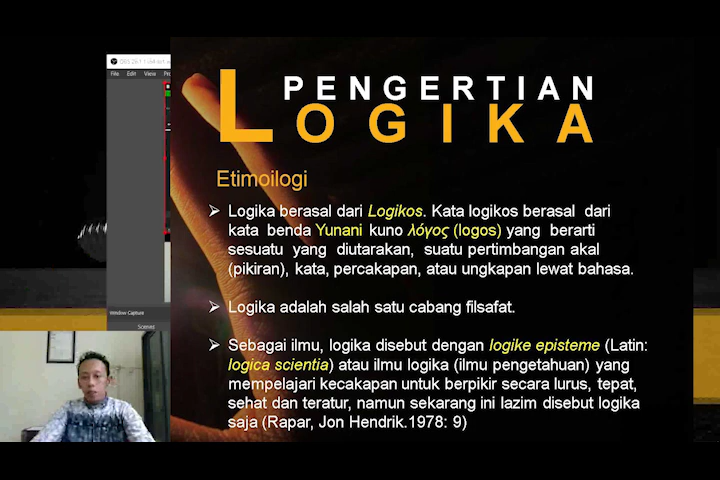 File Edit View
PENGERTIAN
LOGIKA
Etimoilogi
➢ Logika berasal dari Logikos. Kata logikos berasal dari
kata benda Yunani kuno λόγος (logos) yang berarti
sesuatu yang diutarakan, suatu pertimbangan akal
(pikiran), kata, percakapan, atau ungkapan lewat bahasa.
➢ Logika adalah salah satu cabang filsafat.
➢ Sebagai ilmu, logika disebut dengan logike episteme (Latin:
logica scientia) atau ilmu logika (ilmu pengetahuan) yang
mempelajari kecakapan untuk berpikir secara lurus, tepat,
sehat dan teratur, namun sekarang ini lazim disebut logika
saja (Rapar, Jon Hendrik.1978: 9)
Window Capture
Scenes